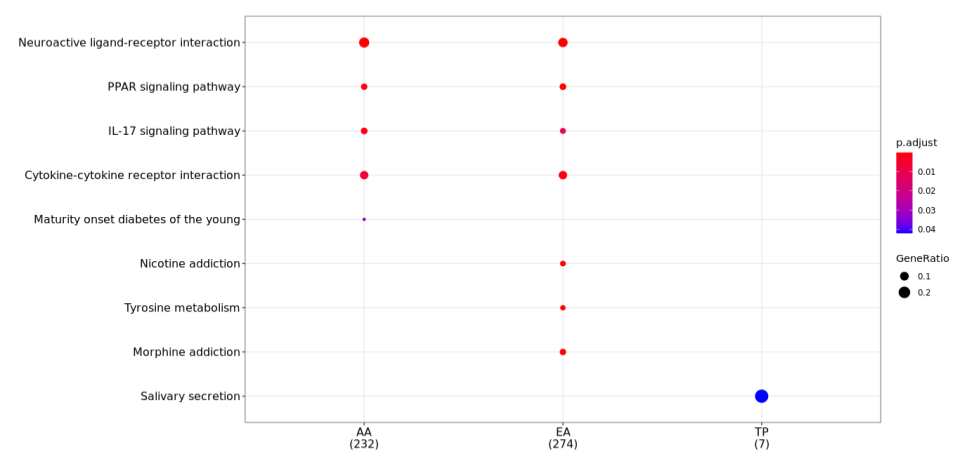 Neuroactive ligand-receptor interaction
PPAR signaling pathway
IL-17 signaling pathway
Cytokine-cytokine receptor interaction
Maturity onset diabetes of the young
Nicotine addiction
Tyrosine metabolism
Morphine addiction
Salivary secretion
AA
(232)
EA
(274)
TP
(7)
p.adjust
0.01
0.02
0.03
0.04
GeneRatio
0.1
0.2